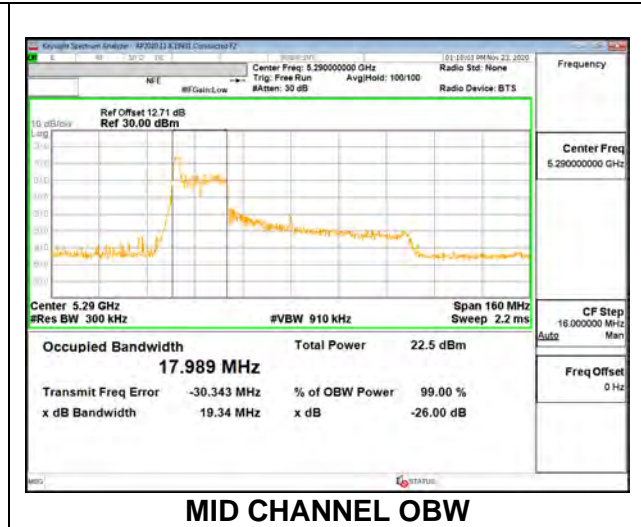 Keysight Spectrum Analyzer
Center Freq: 5.290000000 GHz
Radio Std: None
Frequency
NFE
Trig: Free Run
Avg|Hold: 100/100
#IFGain:Low
#Atten: 30 dB
Radio Device: BTS
Ref Offset 12.71 dB
10 dB/div
Ref 30.00 dBm
Log
Center Freq
5.290000000 GHz
Center 5.29 GHz
Span 160 MHz
#Res BW 300 kHz
#VBW 910 kHz
Sweep 2.2 ms
CF Step
16.000000 MHz
Auto
Man
Occupied Bandwidth
Total Power
22.5 dBm
17.989 MHz
Freq Offset
0 Hz
Transmit Freq Error
-30.343 MHz
% of OBW Power
99.00 %
x dB Bandwidth
19.34 MHz
x dB
-26.00 dB
MSG
STATUS
MID CHANNEL OBW